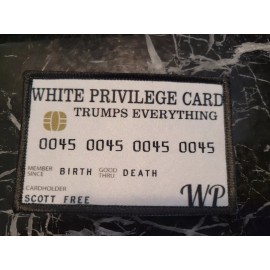 WHITE PRIVILEGE CARD
TRUMPS EVERYTHING
0045 0045 0045 0045
MEMBER SINCE BIRTH GOOD THRU DEATH
CARDHOLDER
SCOTT FREE
WP